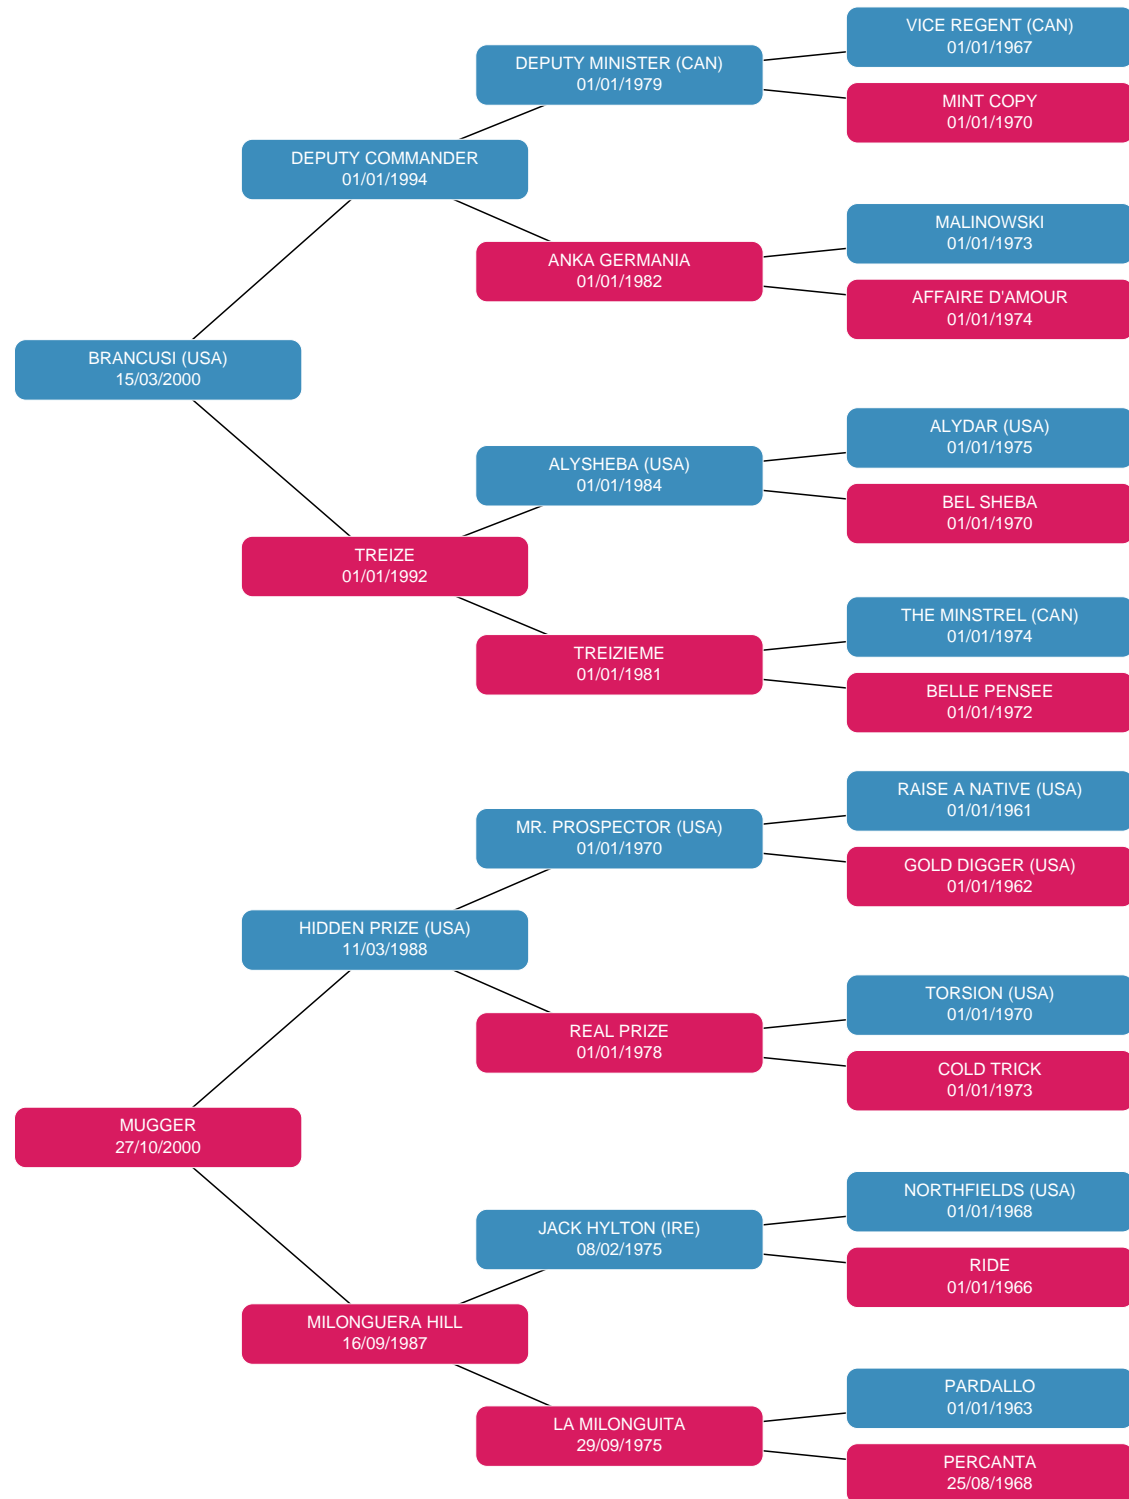 VICE REGENT (CAN)
01/01/1967
DEPUTY MINISTER (CAN)
01/01/1979
MINT COPY
01/01/1970
DEPUTY COMMANDER
01/01/1994
MALINOWSKI
01/01/1973
ANKA GERMANIA
01/01/1982
AFFAIRE D'AMOUR
01/01/1974
BRANCUSI (USA)
15/03/2000
ALYDAR (USA)
01/01/1975
ALYSHEBA (USA)
01/01/1984
BEL SHEBA
01/01/1970
TREIZE
01/01/1992
THE MINSTREL (CAN)
01/01/1974
TREIZIEME
01/01/1981
BELLE PENSEE
01/01/1972
RAISE A NATIVE (USA)
01/01/1961
MR. PROSPECTOR (USA)
01/01/1970
GOLD DIGGER (USA)
01/01/1962
HIDDEN PRIZE (USA)
11/03/1988
TORSION (USA)
01/01/1970
REAL PRIZE
01/01/1978
COLD TRICK
01/01/1973
MUGGER
27/10/2000
NORTHFIELDS (USA)
01/01/1968
JACK HYLTON (IRE)
08/02/1975
RIDE
01/01/1966
MILONGUERA HILL
16/09/1987
PARDALLO
01/01/1963
LA MILONGUITA
29/09/1975
PERCANTA
25/08/1968